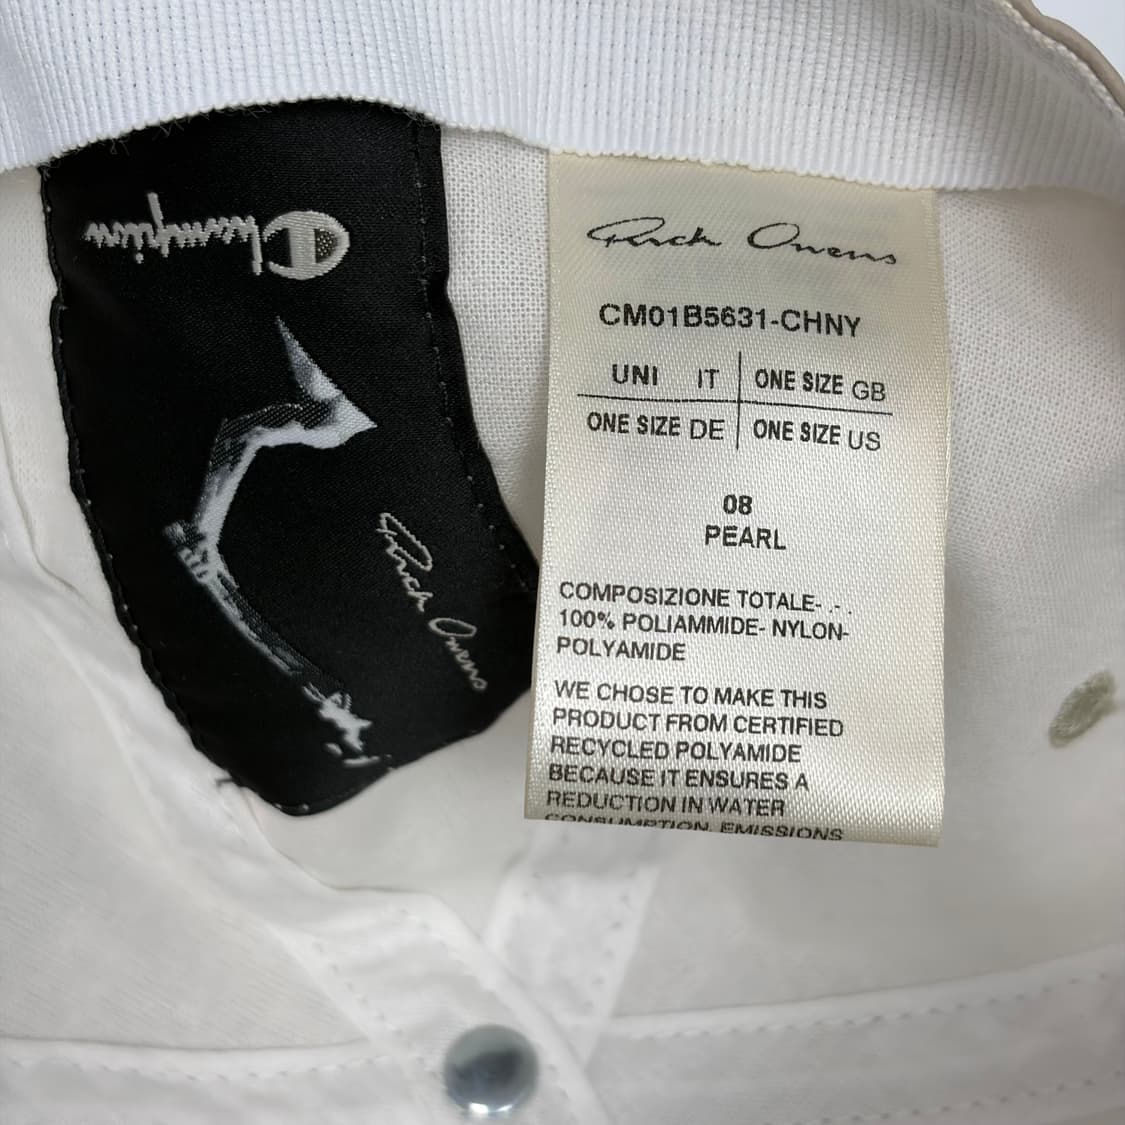 Champion
Rick Owens
Rick Owens
CM01B5631-CHNY
UNI IT ONE SIZE GB
ONE SIZE DE ONE SIZE US
08
PEARL
COMPOSIZIONE TOTALE- .- .
100% POLIAMMIDE- NYLON-
POLYAMIDE
WE CHOSE TO MAKE THIS
PRODUCT FROM CERTIFIED
RECYCLED POLYAMIDE
BECAUSE IT ENSURES A
REDUCTION IN WATER
CONSUMPTION, EMISSIONS